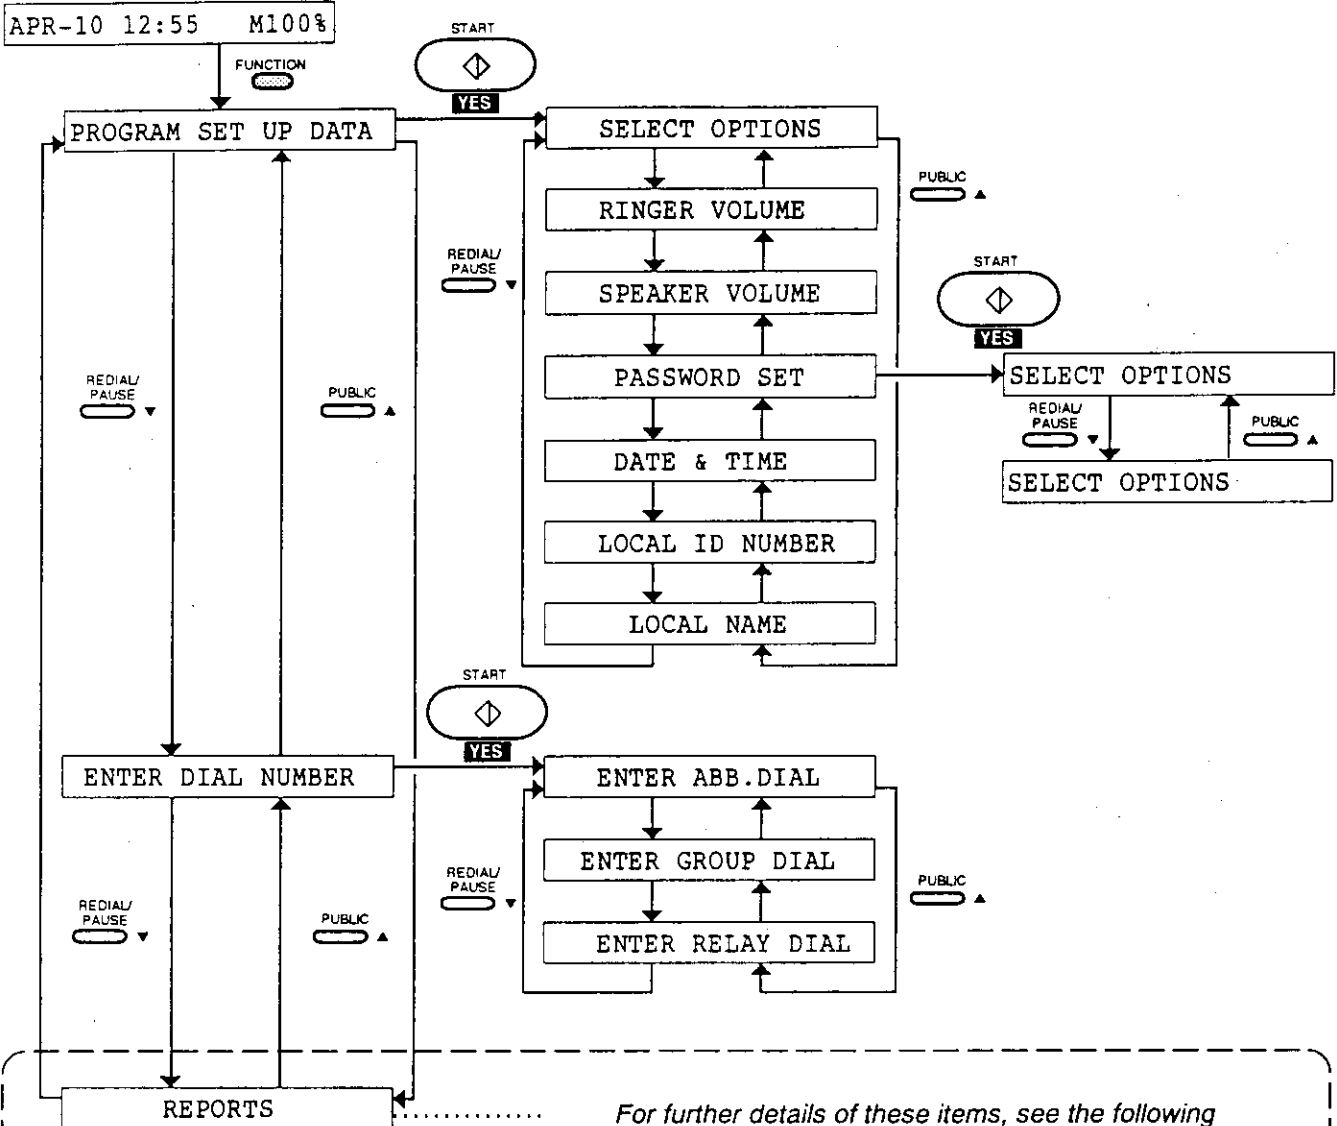 APR-10 12:55 M100%
START
FUNCTION
YES
PROGRAM SET UP DATA
SELECT OPTIONS
PUBLIC ▲
RINGER VOLUME
REDIAL/
PAUSE ▼
START
SPEAKER VOLUME
YES
PASSWORD SET
SELECT OPTIONS
REDIAL/
PAUSE ▼
PUBLIC ▲
REDIAL/
PAUSE ▼
PUBLIC ▲
DATE & TIME
SELECT OPTIONS
LOCAL ID NUMBER
LOCAL NAME
START
YES
ENTER DIAL NUMBER
ENTER ABB.DIAL
ENTER GROUP DIAL
REDIAL/
PAUSE ▼
PUBLIC ▲
REDIAL/
PAUSE ▼
PUBLIC ▲
ENTER RELAY DIAL
REPORTS
For further details of these items, see the following